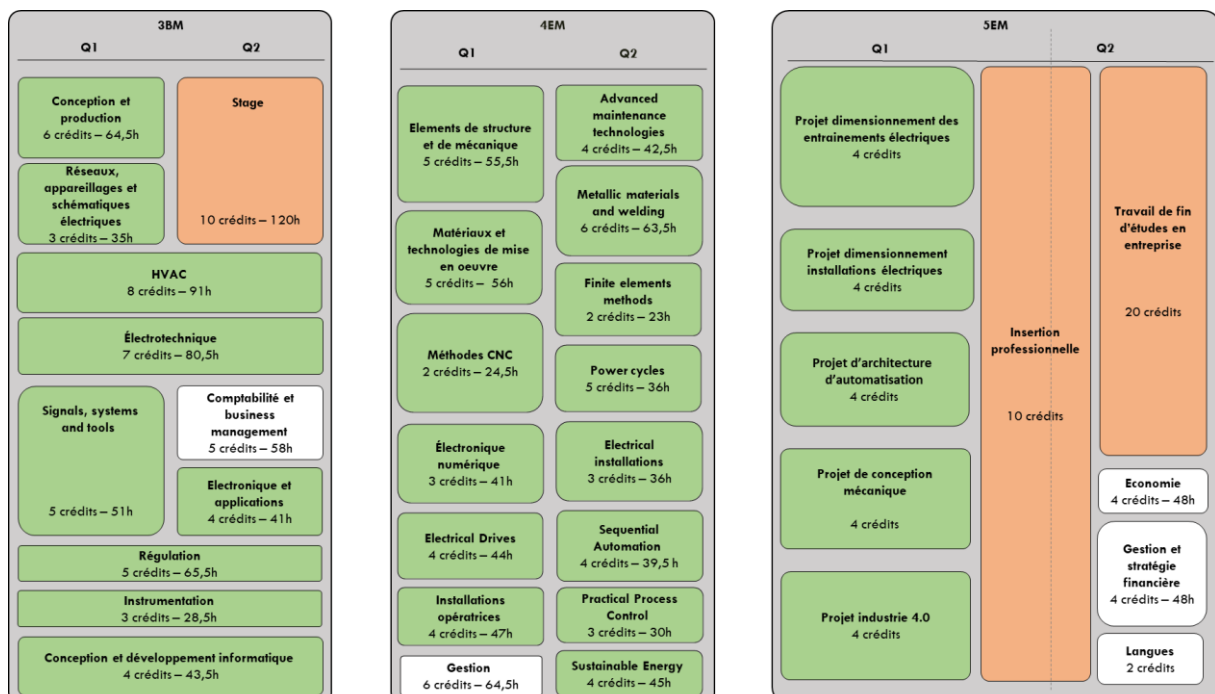 3BM
Q1
Q2
Conception et
production
6 crédits – 64,5h
Réseaux,
appareillages et
schématiques
électriques
3 crédits – 35h
Stage
10 crédits – 120h
HVAC
8 crédits – 91h
Électrotechnique
7 crédits – 80,5h
Signals, systems
and tools
5 crédits – 51h
Comptabilité et
business
management
5 crédits – 58h
Electronique et
applications
4 crédits – 41h
Régulation
5 crédits – 65,5h
Instrumentation
3 crédits – 28,5h
Conception et développement informatique
4 crédits – 43,5h
4EM
Q1
Q2
Elements de structure
et de mécanique
5 crédits – 55,5h
Matériaux et
technologies de mise
en oeuvre
5 crédits – 56h
Méthodes CNC
2 crédits – 24,5h
Électronique
numérique
3 crédits – 41h
Electrical Drives
4 crédits – 44h
Installations
opératrices
4 crédits – 47h
Gestion
6 crédits – 64,5h
Advanced
maintenance
technologies
4 crédits – 42,5h
Metallic materials
and welding
6 crédits – 63,5h
Finite elements
methods
2 crédits – 23h
Power cycles
5 crédits – 36h
Electrical
installations
3 crédits – 36h
Sequential
Automation
4 crédits – 39,5 h
Practical Process
Control
3 crédits – 30h
Sustainable Energy
4 crédits – 45h
5EM
Q1
Q2
Projet dimensionnement des
entrainements électriques
4 crédits
Projet dimensionnement
installations électriques
4 crédits
Projet d’architecture
d’automatisation
4 crédits
Projet de conception
mécanique
4 crédits
Projet industrie 4.0
4 crédits
Insertion
professionnelle
10 crédits
Travail de fin
d'études en
entreprise
20 crédits
Economie
4 crédits – 48h
Gestion et
stratégie
financière
4 crédits – 48h
Langues
2 crédits